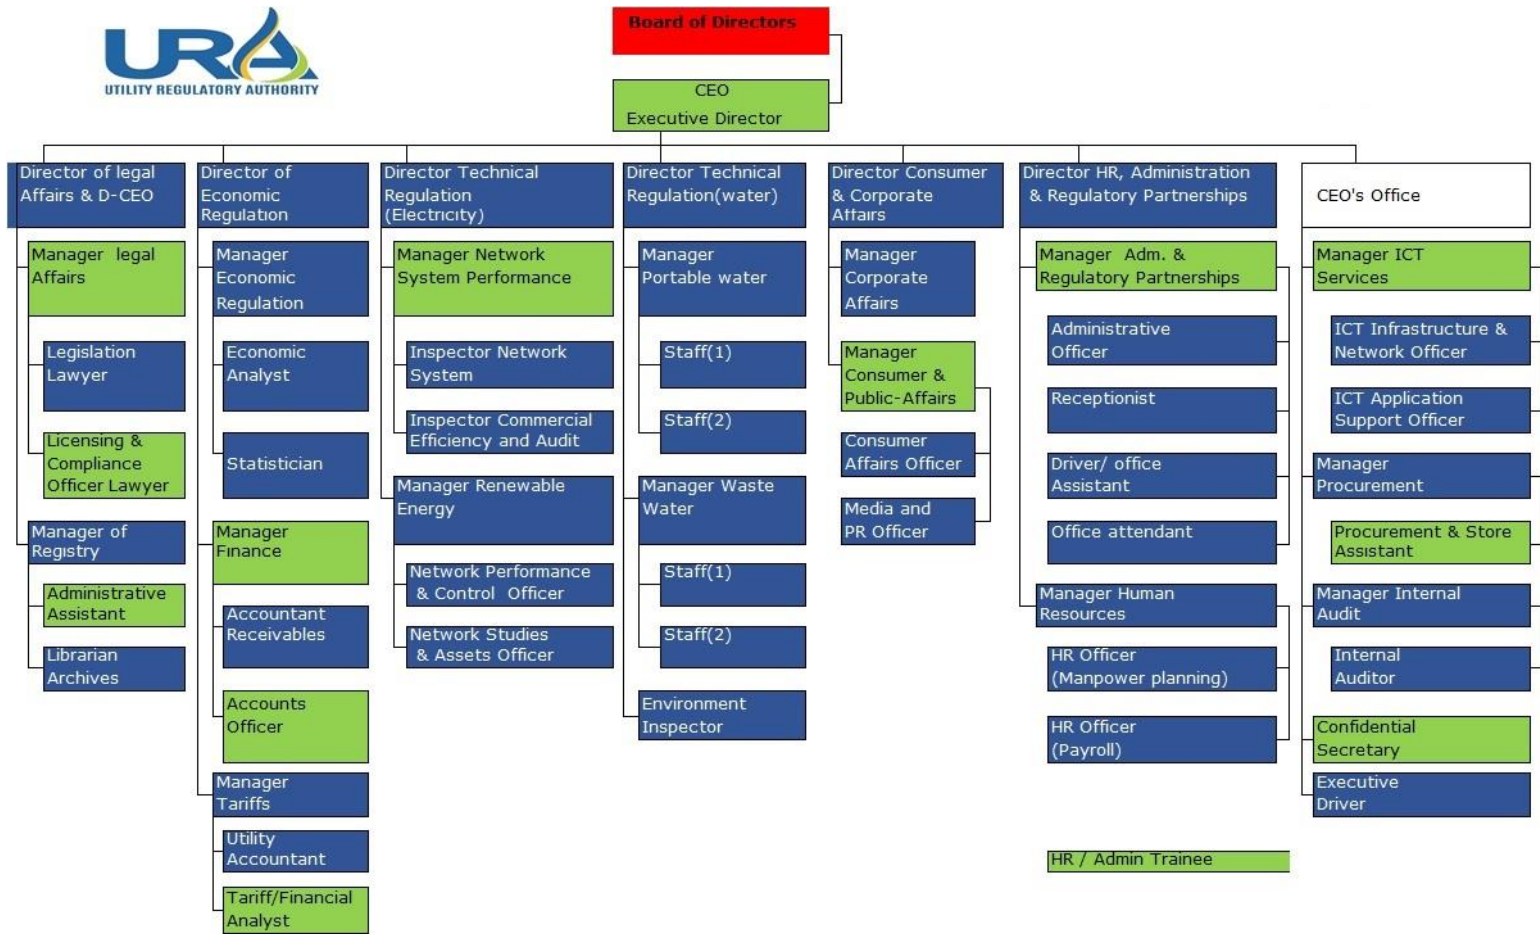 URA
UTILITY REGULATORY AUTHORITY
Board of Directors
CEO
Executive Director
Director of legal
Affairs & D-CEO
Manager legal
Affairs
Legislation
Lawyer
Licensing &
Compliance
Officer Lawyer
Manager of
Registry
Administrative
Assistant
Librarian
Archives
Director of
Economic
Regulation
Manager
Economic
Regulation
Economic
Analyst
Statistician
Manager
Finance
Accountant
Receivables
Accounts
Officer
Manager
Tariffs
Utility
Accountant
Tariff/Financial
Analyst
Director Technical
Regulation
(Electricity)
Manager Network
System Performance
Inspector Network
System
Inspector Commercial
Efficiency and Audit
Manager Renewable
Energy
Network Performance
& Control Officer
Network Studies
& Assets Officer
Director Technical
Regulation(water)
Manager
Portable water
Staff(1)
Staff(2)
Manager Waste
Water
Staff(1)
Staff(2)
Environment
Inspector
Director Consumer
& Corporate
Affairs
Manager
Corporate
Affairs
Manager
Consumer &
Public-Affairs
Consumer
Affairs Officer
Media and
PR Officer
Director HR, Administration
& Regulatory Partnerships
Manager Adm. &
Regulatory Partnerships
Administrative
Officer
Receptionist
Driver/ office
Assistant
Office attendant
Manager Human
Resources
HR Officer
(Manpower planning)
HR Officer
(Payroll)
HR / Admin Trainee
CEO's Office
Manager ICT
Services
ICT Infrastructure &
Network Officer
ICT Application
Support Officer
Manager
Procurement
Procurement & Store
Assistant
Manager Internal
Audit
Internal
Auditor
Confidential
Secretary
Executive
Driver